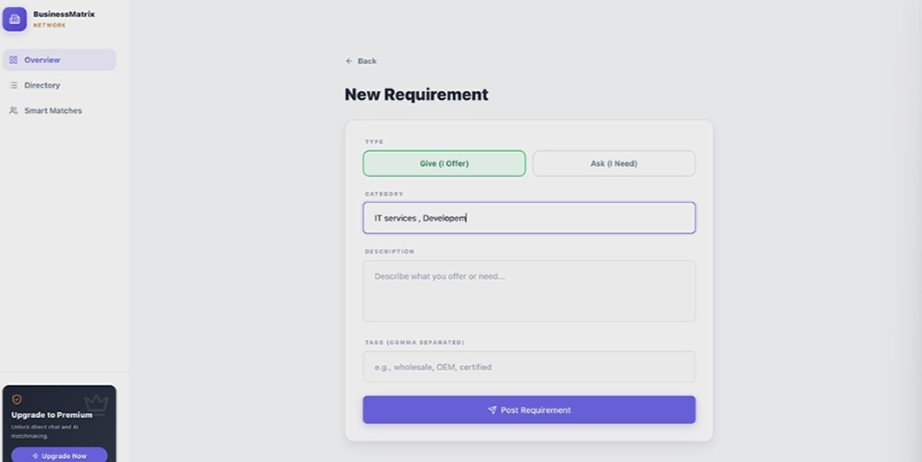 BusinessMatrix
NETWORK
Overview
Directory
Smart Matches
Upgrade to Premium
Unlock direct chat and AI
matchmaking.
Upgrade Now
Back
New Requirement
TYPE
Give (I Offer)
Ask (I Need)
CATEGORY
IT services , Developem
DESCRIPTION
Describe what you offer or need...
TAGS (COMMA SEPARATED)
e.g., wholesale, OEM, certified
Post Requirement